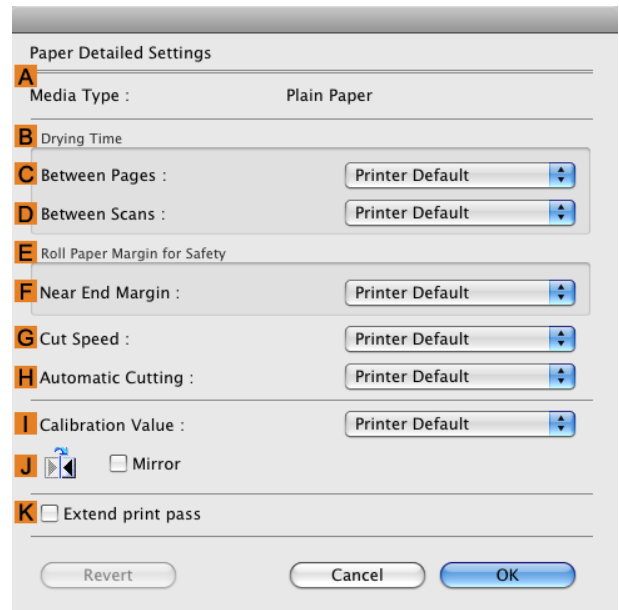 Paper Detailed Settings
A
Media Type : Plain Paper
B Drying Time
C Between Pages : Printer Default
D Between Scans : Printer Default
E Roll Paper Margin for Safety
F Near End Margin : Printer Default
G Cut Speed : Printer Default
H Automatic Cutting : Printer Default
I Calibration Value : Printer Default
J Mirror
K Extend print pass
Revert Cancel OK